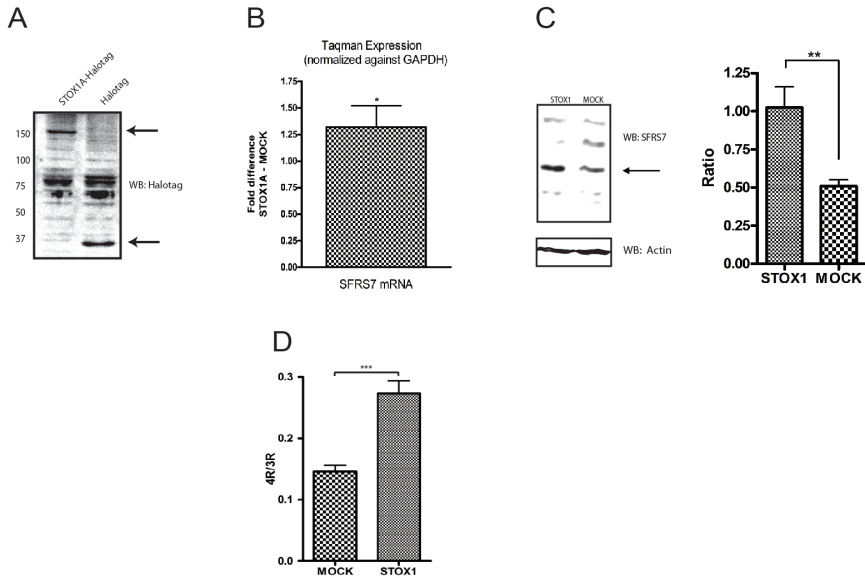 A
STOX1A-Halotag
Halotag
150
100
75
50
37
WB: Halotag
B
Taqman Expression
(normalized against GAPDH)
1.75
1.50
1.25
1.00
0.75
0.50
0.25
0.00
Fold difference
STOX1A - MOCK
*
SFRS7 mRNA
C
STOX1 MOCK
WB: SFRS7
WB: Actin
**
1.25
1.00
0.75
0.50
0.25
0.00
Ratio
STOX1 MOCK
D
***
0.3
0.2
0.1
0.0
4R/3R
MOCK STOX1